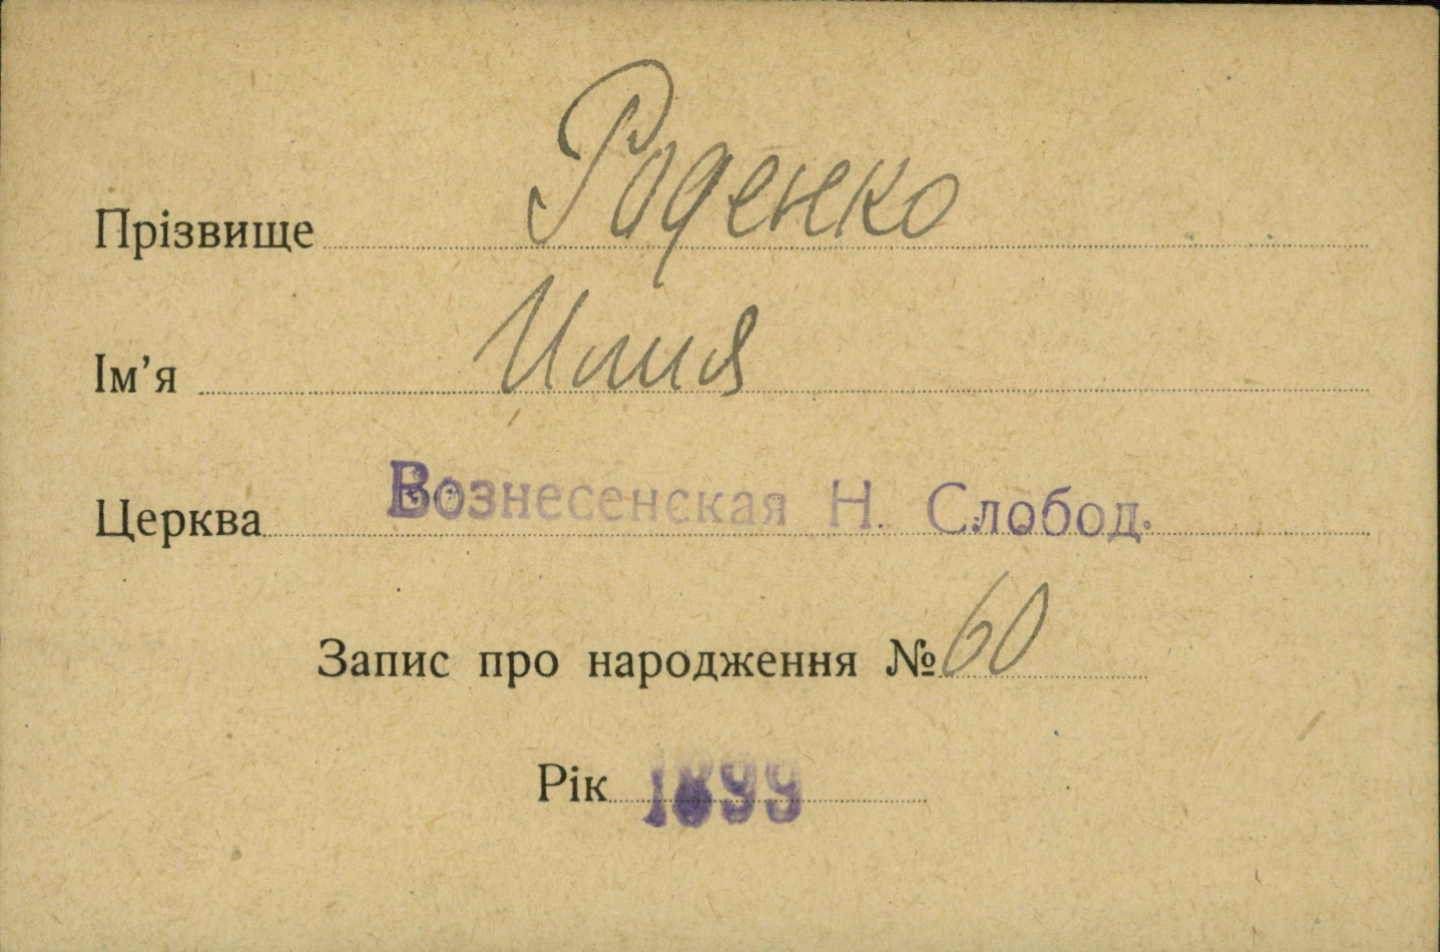 Прізвище Роденко
Ім’я Илия
Церква Вознесенская Н. Слобод.
Запис про народження № 60
Рік 1899